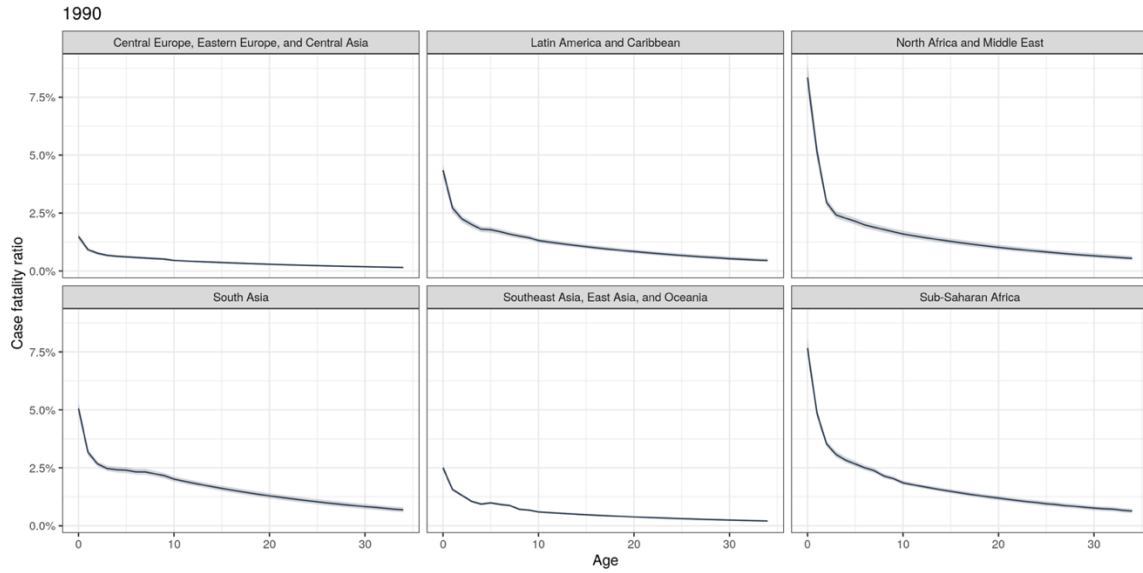 1990
Central Europe, Eastern Europe, and Central Asia
Latin America and Caribbean
North Africa and Middle East
7.5%
5.0%
2.5%
0.0%
South Asia
Southeast Asia, East Asia, and Oceania
Sub-Saharan Africa
7.5%
5.0%
2.5%
0.0%
0 10 20 30
0 10 20 30
0 10 20 30
Case fatality ratio
Age